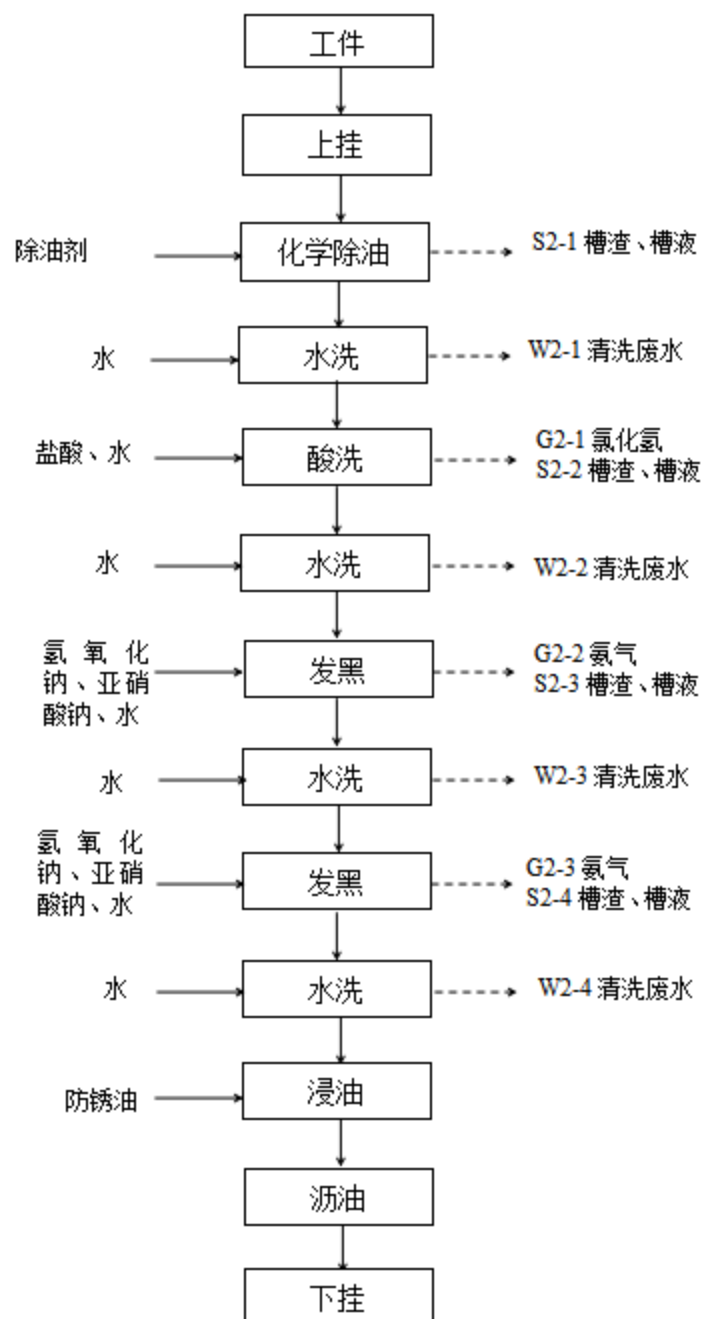 工件
上挂
除油剂
化学除油
S2-1 槽渣、槽液
水
水洗
W2-1 清洗废水
盐酸、水
酸洗
G2-1 氯化氢
S2-2 槽渣、槽液
水
水洗
W2-2 清洗废水
氢氧化
钠、亚硝
酸钠、水
发黑
G2-2 氨气
S2-3 槽渣、槽液
水
水洗
W2-3 清洗废水
氢氧化
钠、亚硝
酸钠、水
发黑
G2-3 氨气
S2-4 槽渣、槽液
水
水洗
W2-4 清洗废水
防锈油
浸油
沥油
下挂